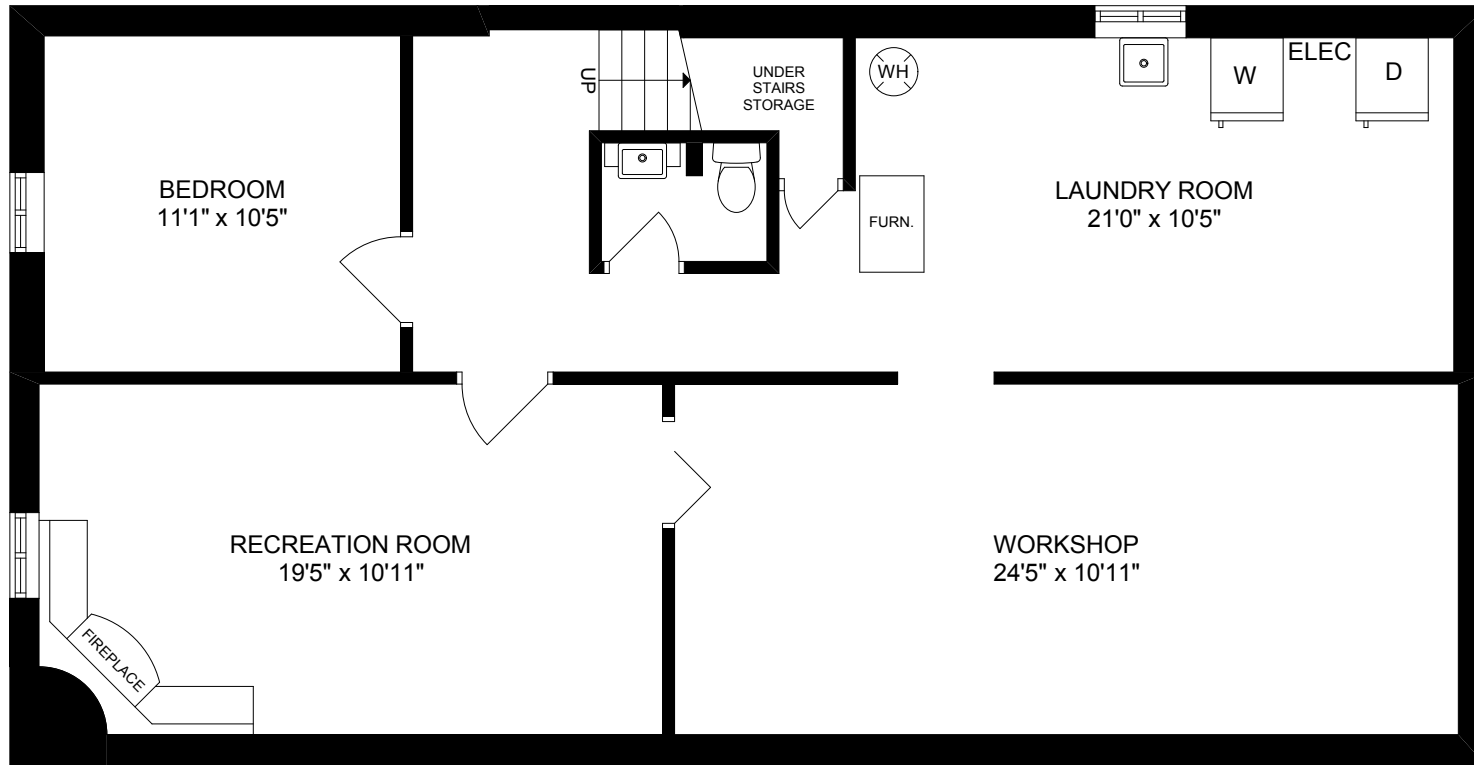 UP
UNDER
STAIRS
STORAGE
WH
W
ELEC
D
BEDROOM
11'1" x 10'5"
FURN.
LAUNDRY ROOM
21'0" x 10'5"
RECREATION ROOM
19'5" x 10'11"
WORKSHOP
24'5" x 10'11"
FIREPLACE